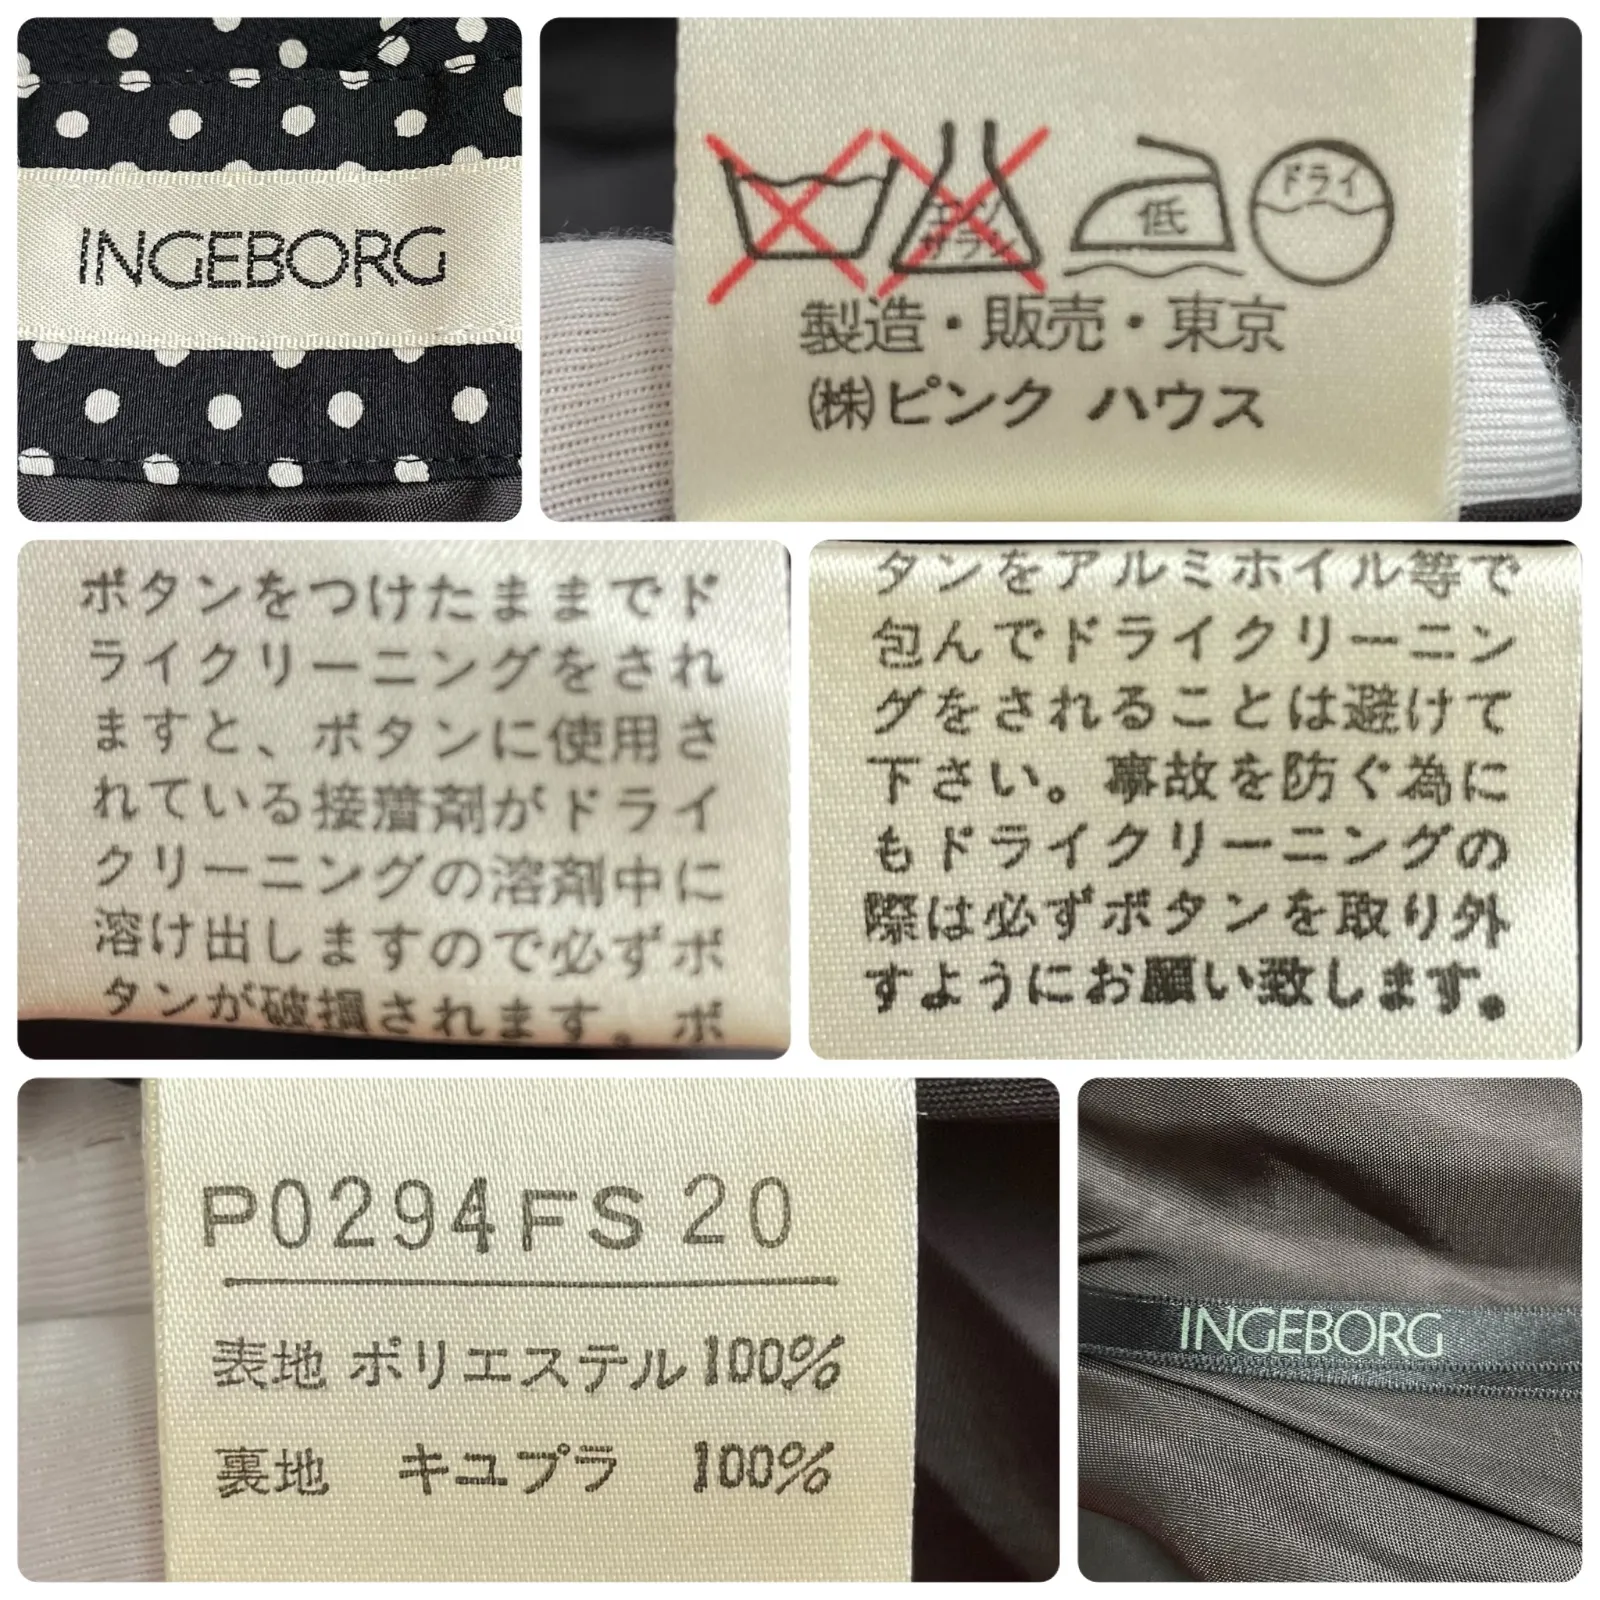 INGEBORG
エンソ
サラシ
低
ドライ
製造・販売・東京
㈱ピンク ハウス
ボタンをつけたままでド
ライクリーニングをされ
ますと、ボタンに使用さ
れている接着剤がドライ
クリーニングの溶剤中に
溶け出しますので必ずボ
タンが破損されます。ボ
タンをアルミホイル等で
包んでドライクリーニン
グをされることは避けて
下さい。事故を防ぐ為に
もドライクリーニングの
際は必ずボタンを取り外
すようにお願い致します。
P0294FS20
表地 ポリエステル100%
裏地 キユプラ 100%
INGEBORG